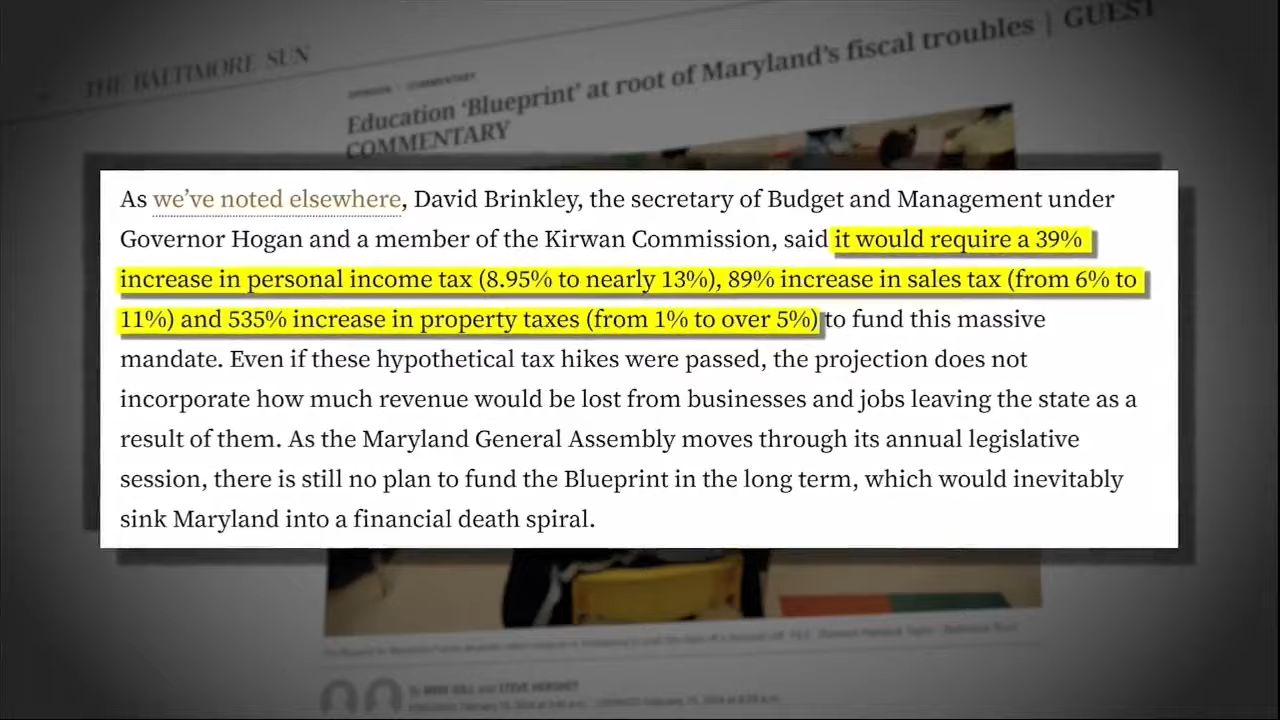 THE BALTIMORE SUN
Education ‘Blueprint’ at root of Maryland’s fiscal troubles | GUEST
COMMENTARY
As we’ve noted elsewhere, David Brinkley, the secretary of Budget and Management under
Governor Hogan and a member of the Kirwan Commission, said it would require a 39%
increase in personal income tax (8.95% to nearly 13%), 89% increase in sales tax (from 6% to
11%) and 535% increase in property taxes (from 1% to over 5%) to fund this massive
mandate. Even if these hypothetical tax hikes were passed, the projection does not
incorporate how much revenue would be lost from businesses and jobs leaving the state as a
result of them. As the Maryland General Assembly moves through its annual legislative
session, there is still no plan to fund the Blueprint in the long term, which would inevitably
sink Maryland into a financial death spiral.
By MIKE GILL and STEVE HERSHEY